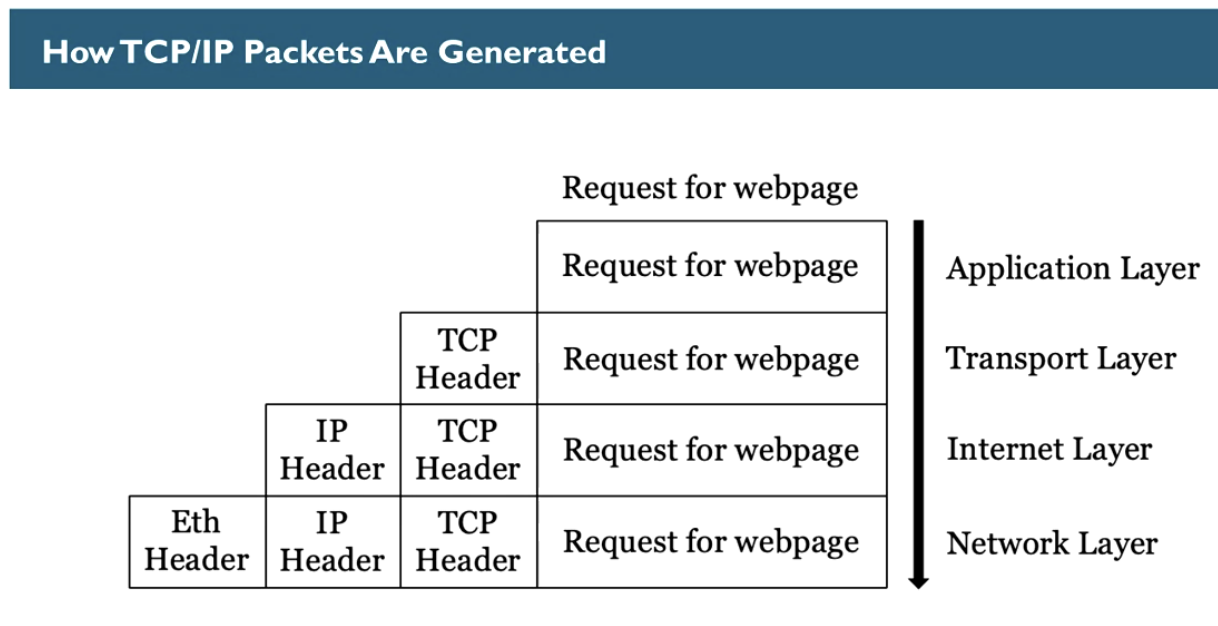 How TCP/IP Packets Are Generated
Request for webpage
Request for webpage
Application Layer
TCP
Header
Request for webpage
Transport Layer
IP
Header
TCP
Header
Request for webpage
Internet Layer
Eth
Header
IP
Header
TCP
Header
Request for webpage
Network Layer